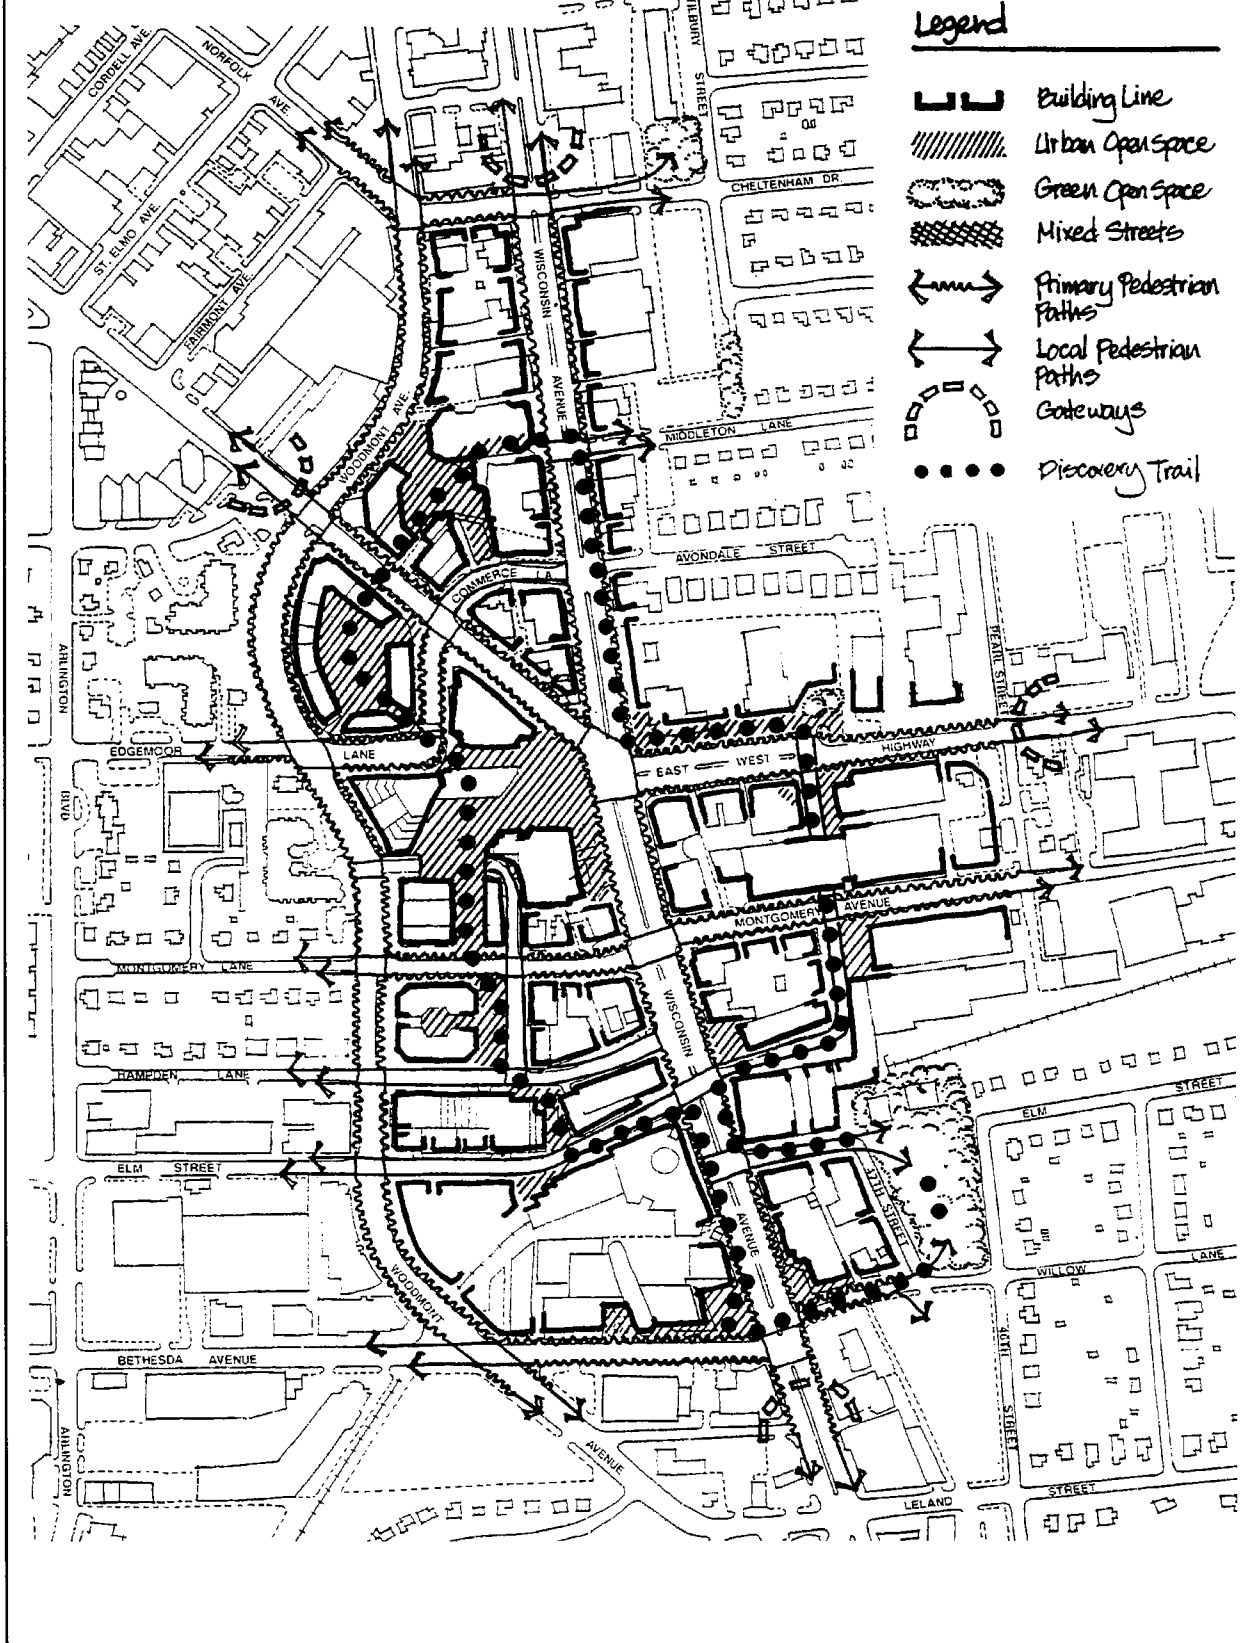 Legend
Building Line
Urban Open Space
Green Open Space
Mixed Streets
Primary Pedestrian
Paths
Local Pedestrian
Paths
Gateways
Discovery Trail
CORDELL AVE.
NORFOLK
AVE.
WILBURY
STREET
CHELTENHAM DR.
ST. ELMO AVE.
FAIRMONT AVE.
WISCONSIN
AVENUE
WOODMONT
AVE.
MIDDLETON LANE
AVONDALE STREET
COMMERCE LA.
PEARL STREET
ARLINGTON
BLVD
EDGEMOOR
LANE
EAST WEST
HIGHWAY
MONTGOMERY
AVENUE
MONTGOMERY LANE
WISCONSIN
HAMPDEN LANE
ELM
STREET
ELM STREET
47TH STREET
AVENUE
WILLOW
LANE
WOODMONT
BETHESDA AVENUE
46TH
STREET
ARLINGTON
AVENUE
LELAND
STREET